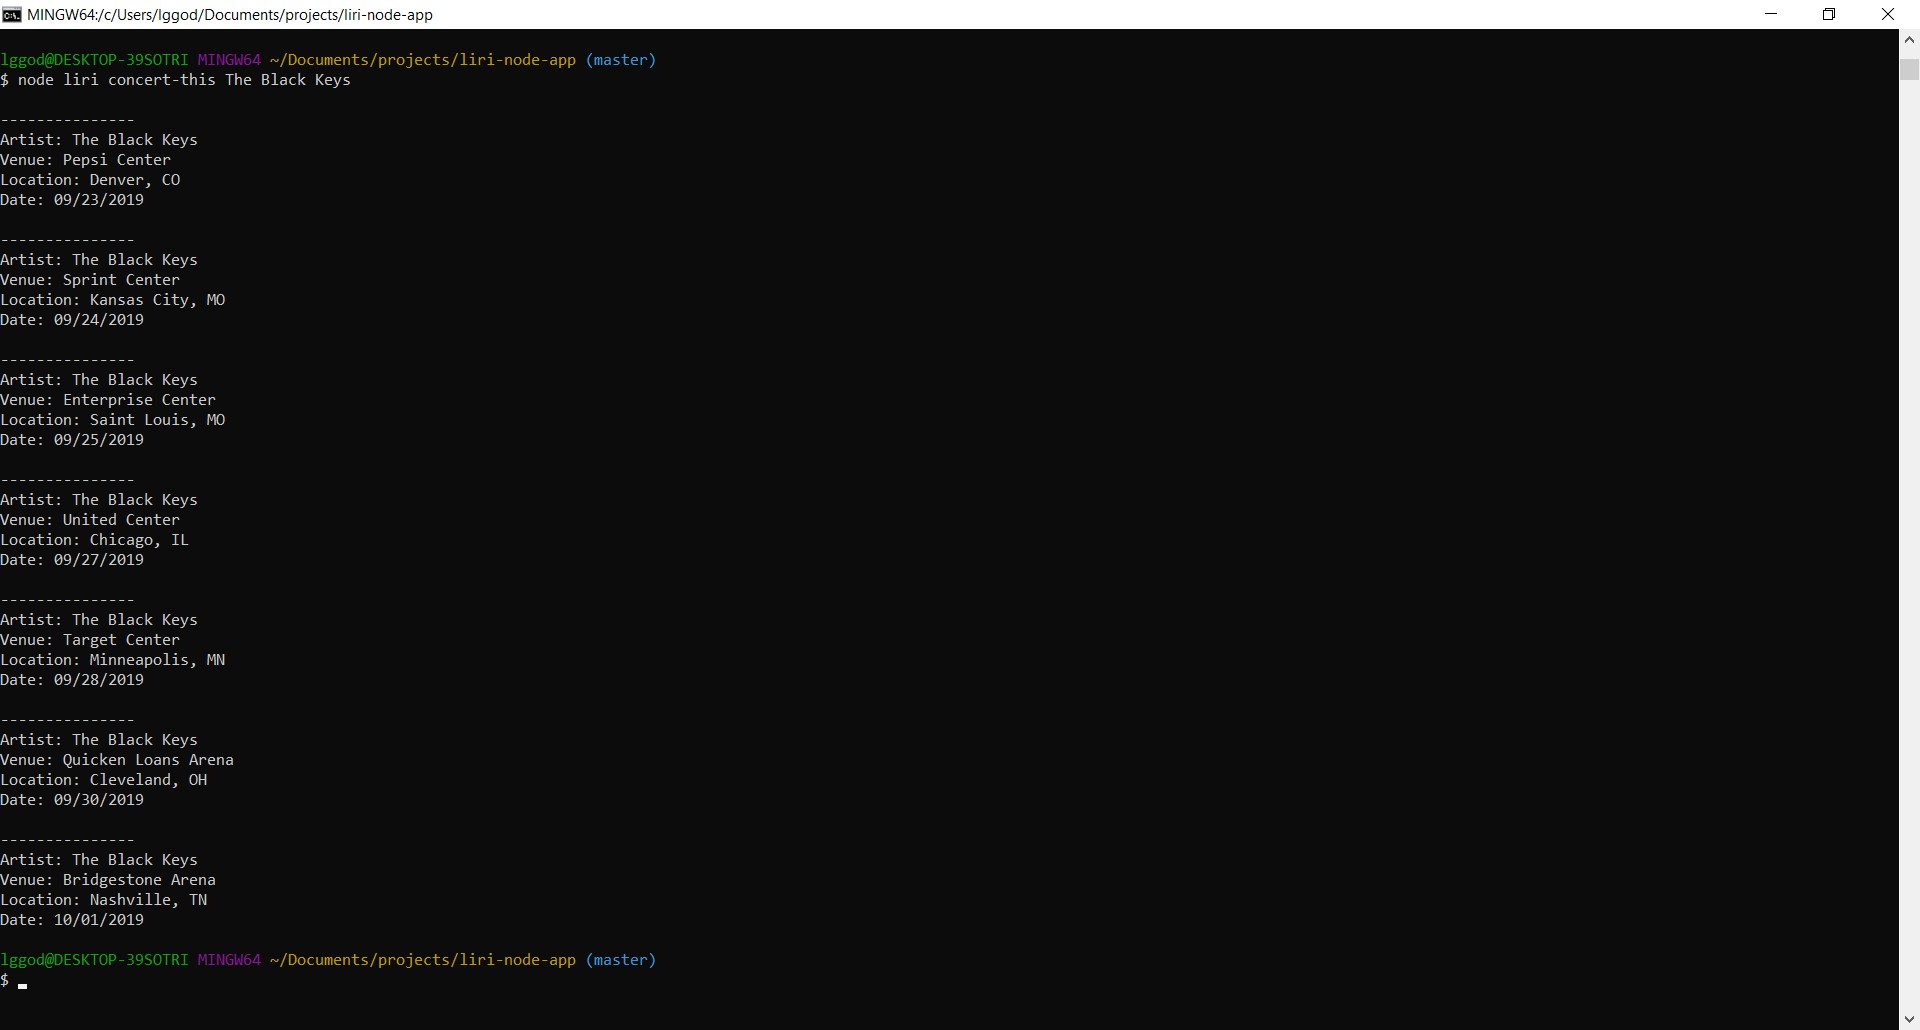 MINGW64:/c/Users/lggod/Documents/projects/liri-node-app
lggod@DESKTOP-39SOTRI MINGW64 ~/Documents/projects/liri-node-app (master)
$ node liri concert-this The Black Keys
---------------
Artist: The Black Keys
Venue: Pepsi Center
Location: Denver, CO
Date: 09/23/2019
---------------
Artist: The Black Keys
Venue: Sprint Center
Location: Kansas City, MO
Date: 09/24/2019
---------------
Artist: The Black Keys
Venue: Enterprise Center
Location: Saint Louis, MO
Date: 09/25/2019
---------------
Artist: The Black Keys
Venue: United Center
Location: Chicago, IL
Date: 09/27/2019
---------------
Artist: The Black Keys
Venue: Target Center
Location: Minneapolis, MN
Date: 09/28/2019
---------------
Artist: The Black Keys
Venue: Quicken Loans Arena
Location: Cleveland, OH
Date: 09/30/2019
---------------
Artist: The Black Keys
Venue: Bridgestone Arena
Location: Nashville, TN
Date: 10/01/2019
lggod@DESKTOP-39SOTRI MINGW64 ~/Documents/projects/liri-node-app (master)
$